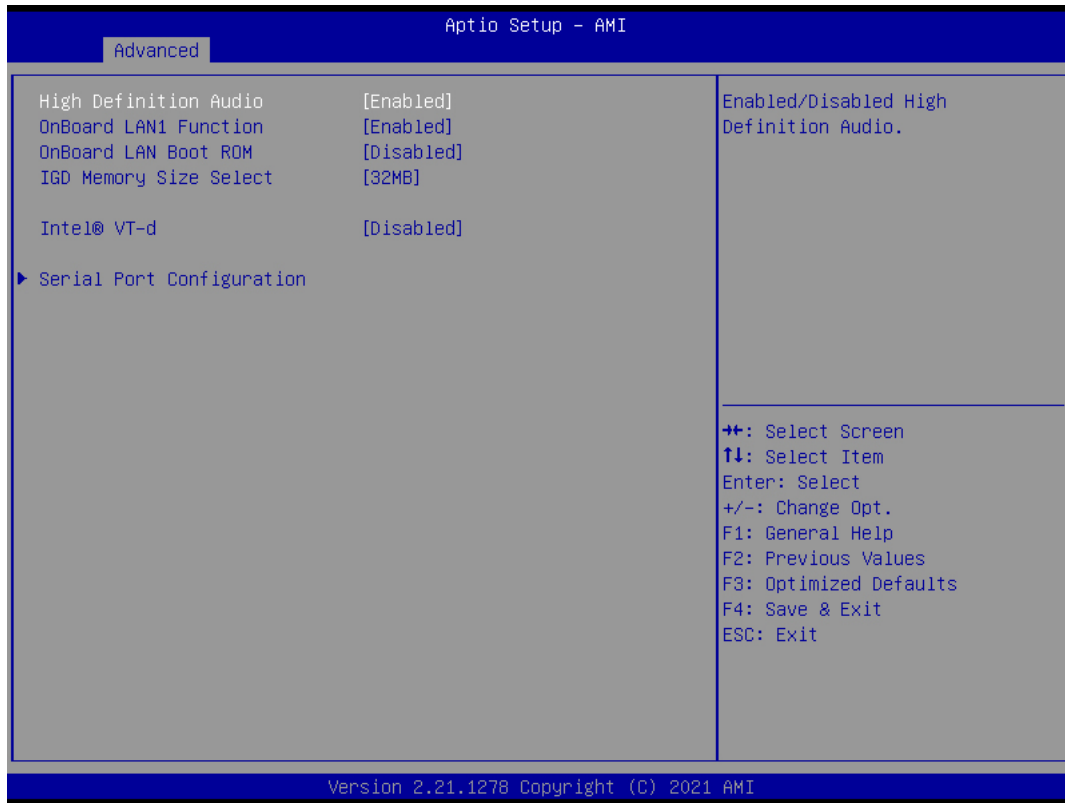 Aptio Setup – AMI
Advanced
High Definition Audio [Enabled]
OnBoard LAN1 Function [Enabled]
OnBoard LAN Boot ROM [Disabled]
IGD Memory Size Select [32MB]
Intel® VT-d [Disabled]
▶ Serial Port Configuration
Enabled/Disabled High
Definition Audio.
→←: Select Screen
↑↓: Select Item
Enter: Select
+/-: Change Opt.
F1: General Help
F2: Previous Values
F3: Optimized Defaults
F4: Save & Exit
ESC: Exit
Version 2.21.1278 Copyright (C) 2021 AMI